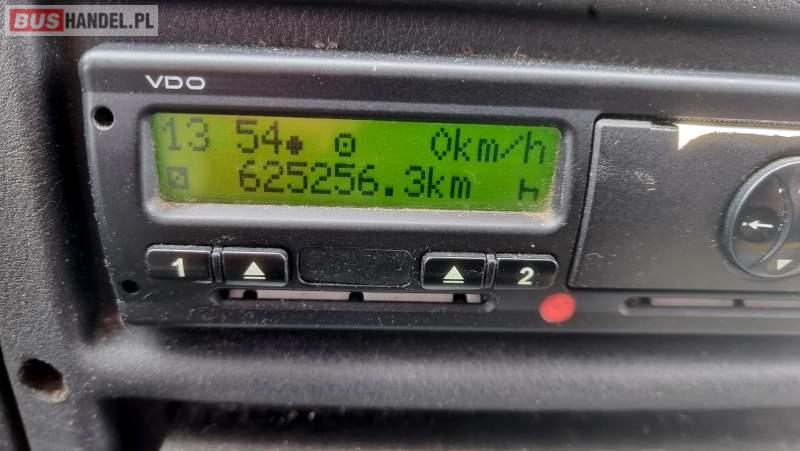 BUSHANDEL.PL
VDO
13 54 0km/h
625256.3km
1 2